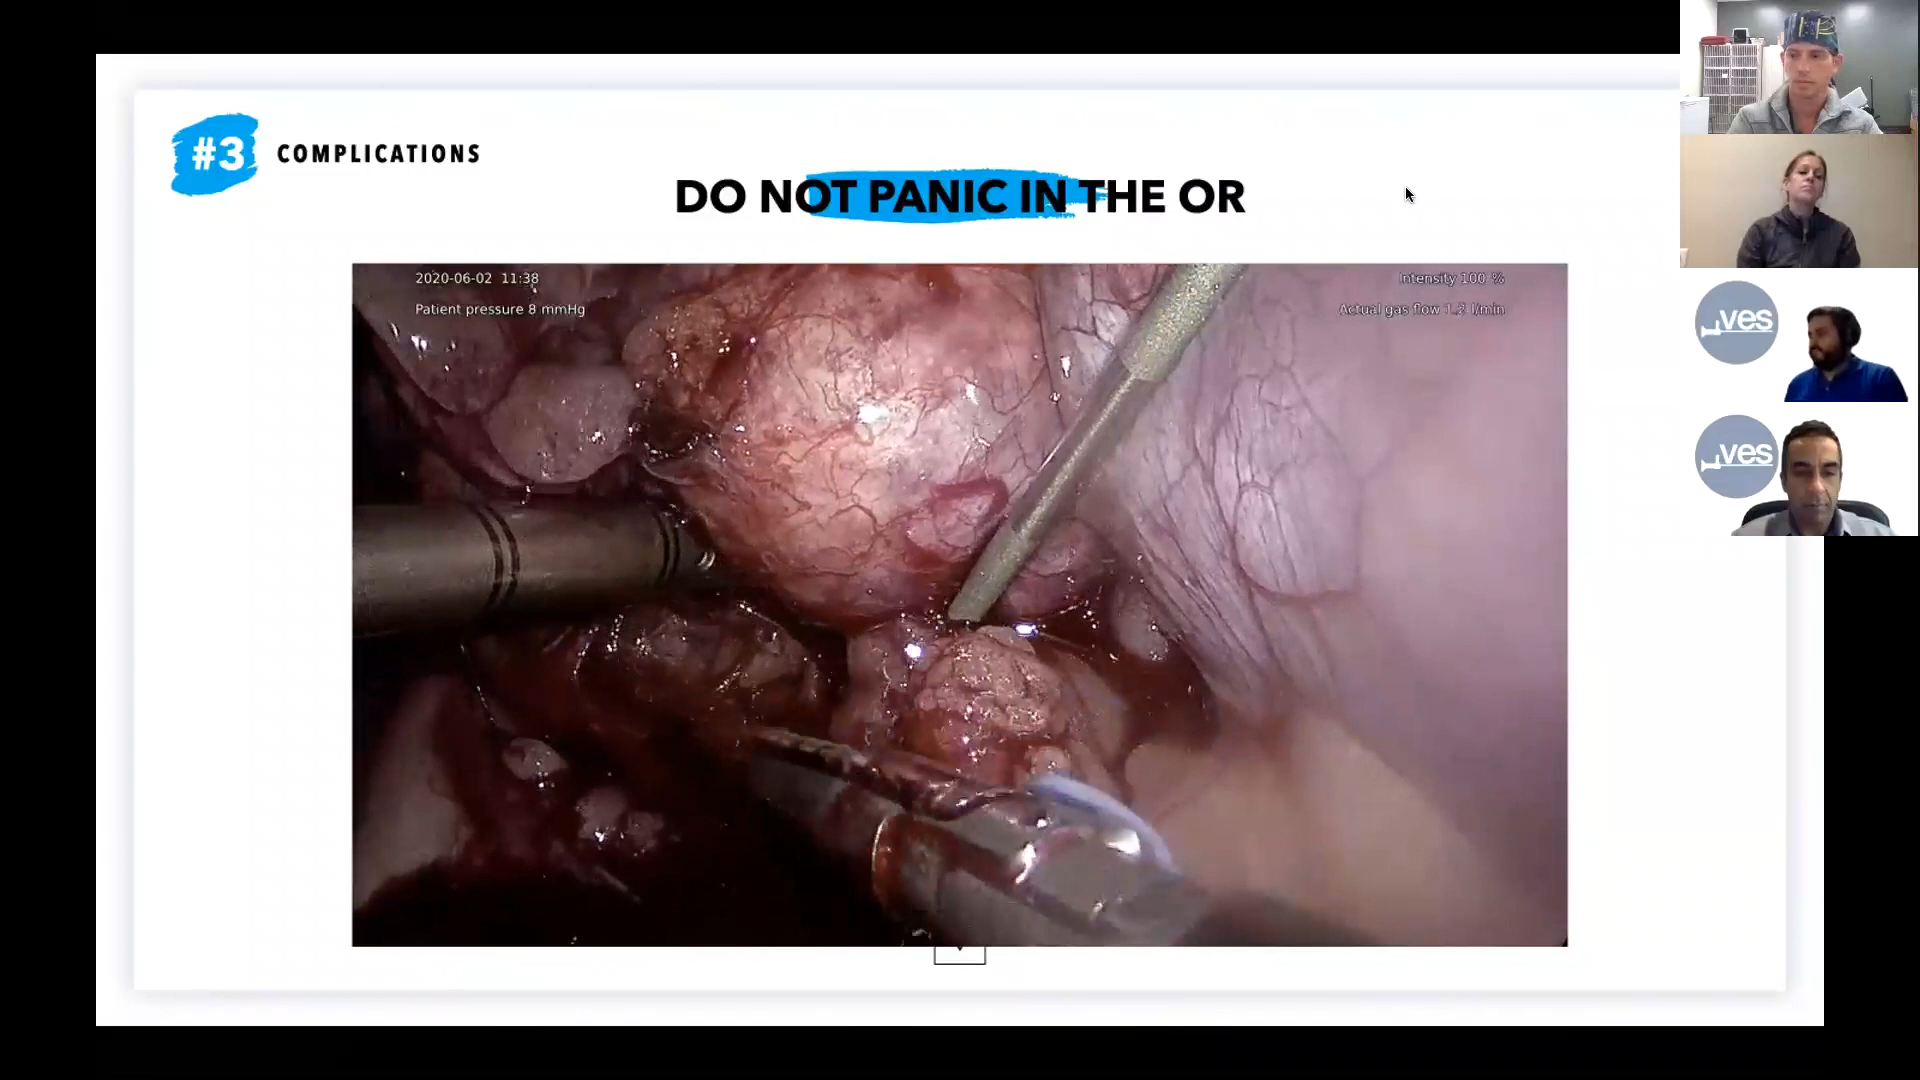 #3 COMPLICATIONS
DO NOT PANIC IN THE OR
2020-06-02 11:38
Patient pressure 8 mmHg
Intensity 100 %
Actual gas flow 1.2 l/min
ves
ves